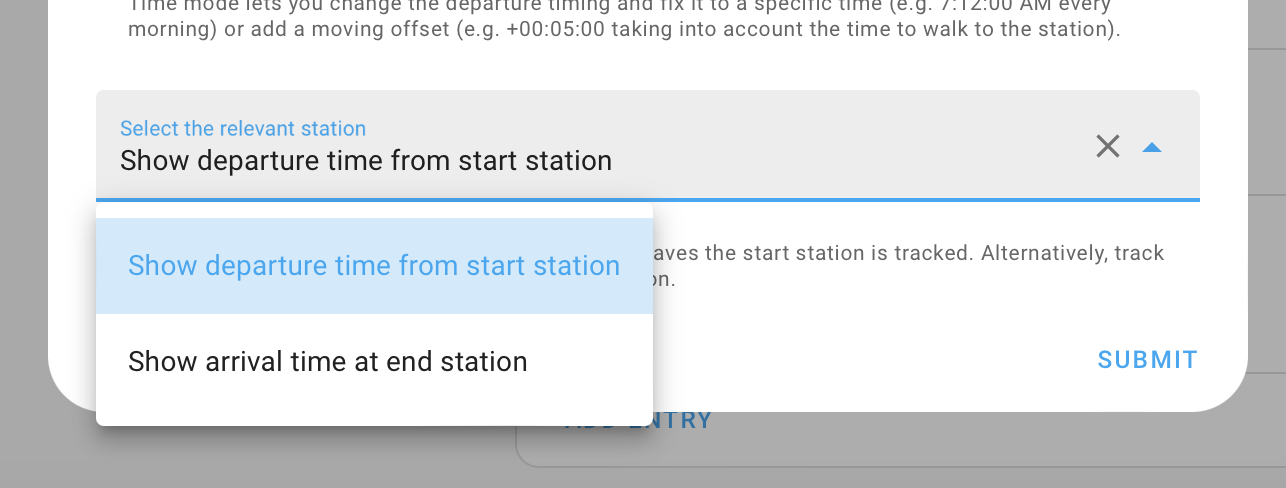 Time mode lets you change the departure timing and fix it to a specific time (e.g. 7:12:00 AM every
morning) or add a moving offset (e.g. +00:05:00 taking into account the time to walk to the station).
Select the relevant station
Show departure time from start station
Show departure time from start station
aves the start station is tracked. Alternatively, track
on.
Show arrival time at end station
SUBMIT
ADD ENTRY